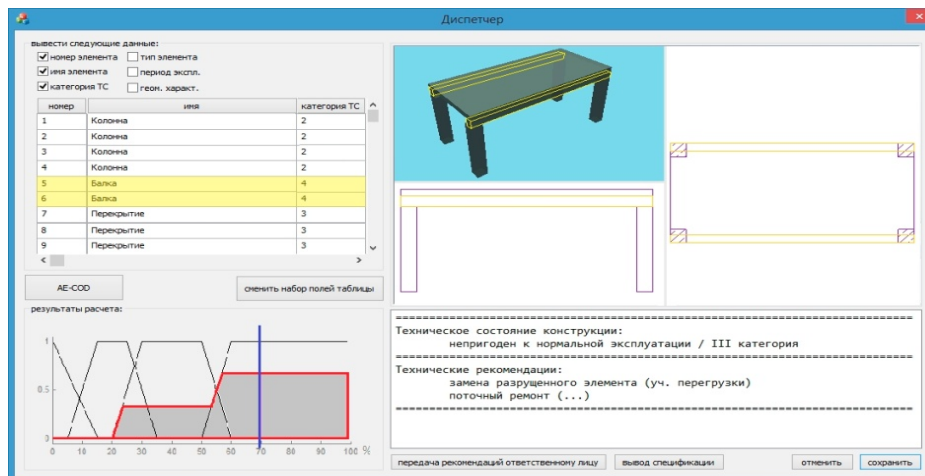 Диспетчер
вывести следующие данные:
номер элемента тип элемента
имя элемента период экспл.
категория ТС геом. характ.
номер имя категория ТС
1 Колонна 2
2 Колонна 2
3 Колонна 2
4 Колонна 2
5 Балка 4
6 Балка 4
7 Перекрытие 3
8 Перекрытие 3
9 Перекрытие 3
AE-COD сменить набор полей таблицы
результаты расчета:
1
0.5
0
0 10 20 30 40 50 60 70 80 90 100 %
Техническое состояние конструкции:
непригоден к нормальной эксплуатации / III категория
Технические рекомендации:
замена разрущенного элемента (уч. перегрузки)
поточный ремонт (...)
передача рекомендаций ответственному лицу вывод спецификации отменить сохранить